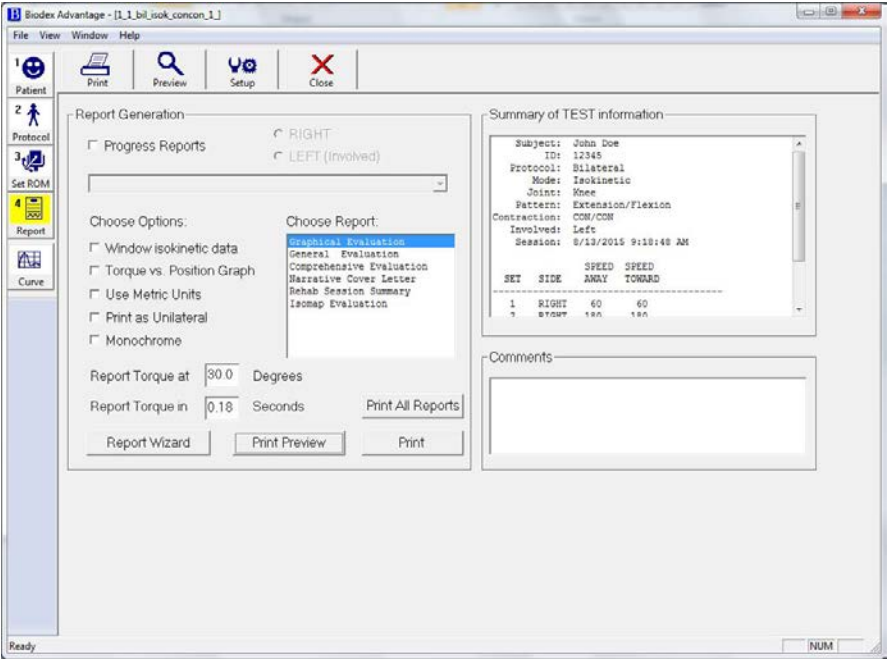 Biodex Advantage - [1_1_bil_isok_concon_1_]
File View Window Help
Print Preview Setup Close
1 Patient
2 Protocol
3 Set ROM
4 Report
Curve
Report Generation
Progress Reports
RIGHT
LEFT (Involved)
Choose Options:
Window isokinetic data
Torque vs. Position Graph
Use Metric Units
Print as Unilateral
Monochrome
Choose Report:
Graphical Evaluation
General Evaluation
Comprehensive Evaluation
Narrative Cover Letter
Rehab Session Summary
Isomap Evaluation
Report Torque at 30.0 Degrees
Report Torque in 0.18 Seconds
Print All Reports
Report Wizard Print Preview Print
Summary of TEST information
Subject: John Doe
ID: 12345
Protocol: Bilateral
Mode: Isokinetic
Joint: Knee
Pattern: Extension/Flexion
Contraction: CON/CON
Involved: Left
Session: 8/13/2015 9:18:48 AM
SPEED SPEED
SET SIDE AWAY TOWARD
1 RIGHT 60 60
2 RIGHT 180 180
Comments
Ready NUM